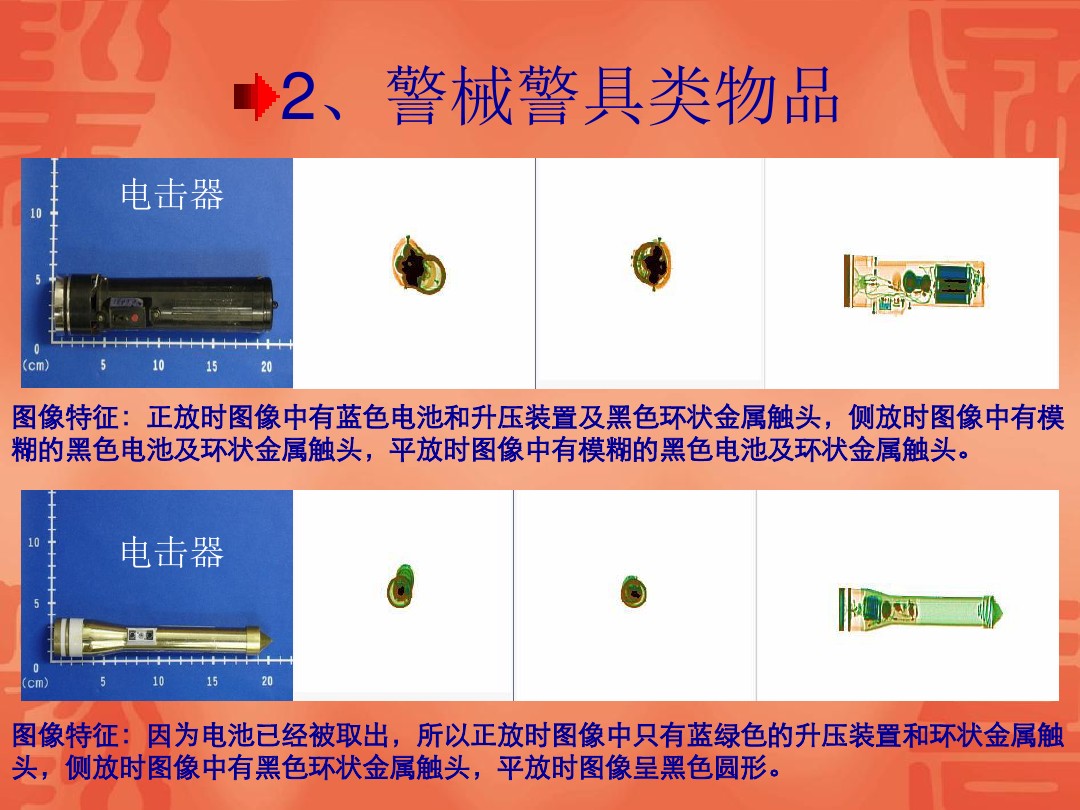 2、警械警具类物品
电击器
10
5
0
(cm)
5 10 15 20
图像特征：正放时图像中有蓝色电池和升压装置及黑色环状金属触头，侧放时图像中有模
糊的黑色电池及环状金属触头，平放时图像中有模糊的黑色电池及环状金属触头。
电击器
10
5
0
(cm)
5 10 15 20
图像特征：因为电池已经被取出，所以正放时图像中只有蓝绿色的升压装置和环状金属触
头，侧放时图像中有黑色环状金属触头，平放时图像呈黑色圆形。